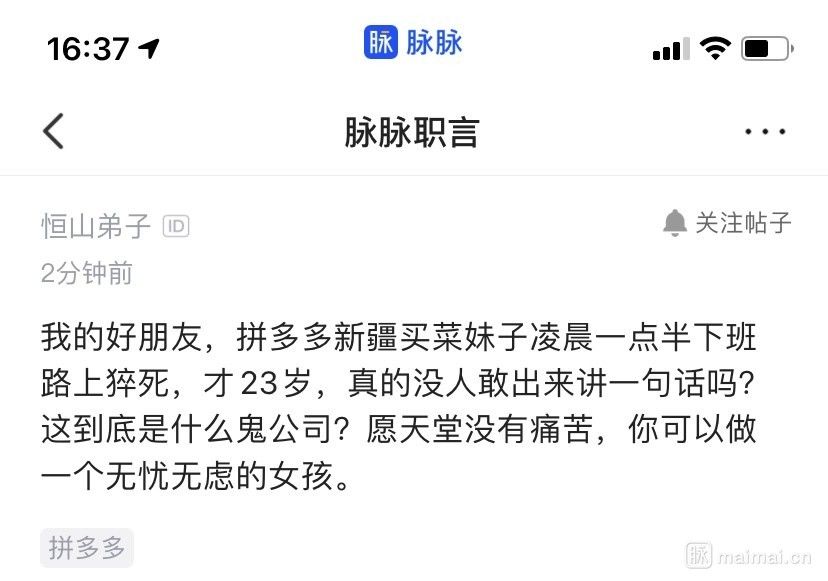 16:37
脉 脉脉
脉脉职言
恒山弟子 ID
关注帖子
2分钟前
我的好朋友，拼多多新疆买菜妹子凌晨一点半下班
路上猝死，才23岁，真的没人敢出来讲一句话吗？
这到底是什么鬼公司？愿天堂没有痛苦，你可以做
一个无忧无虑的女孩。
拼多多
脉 maimai.cn